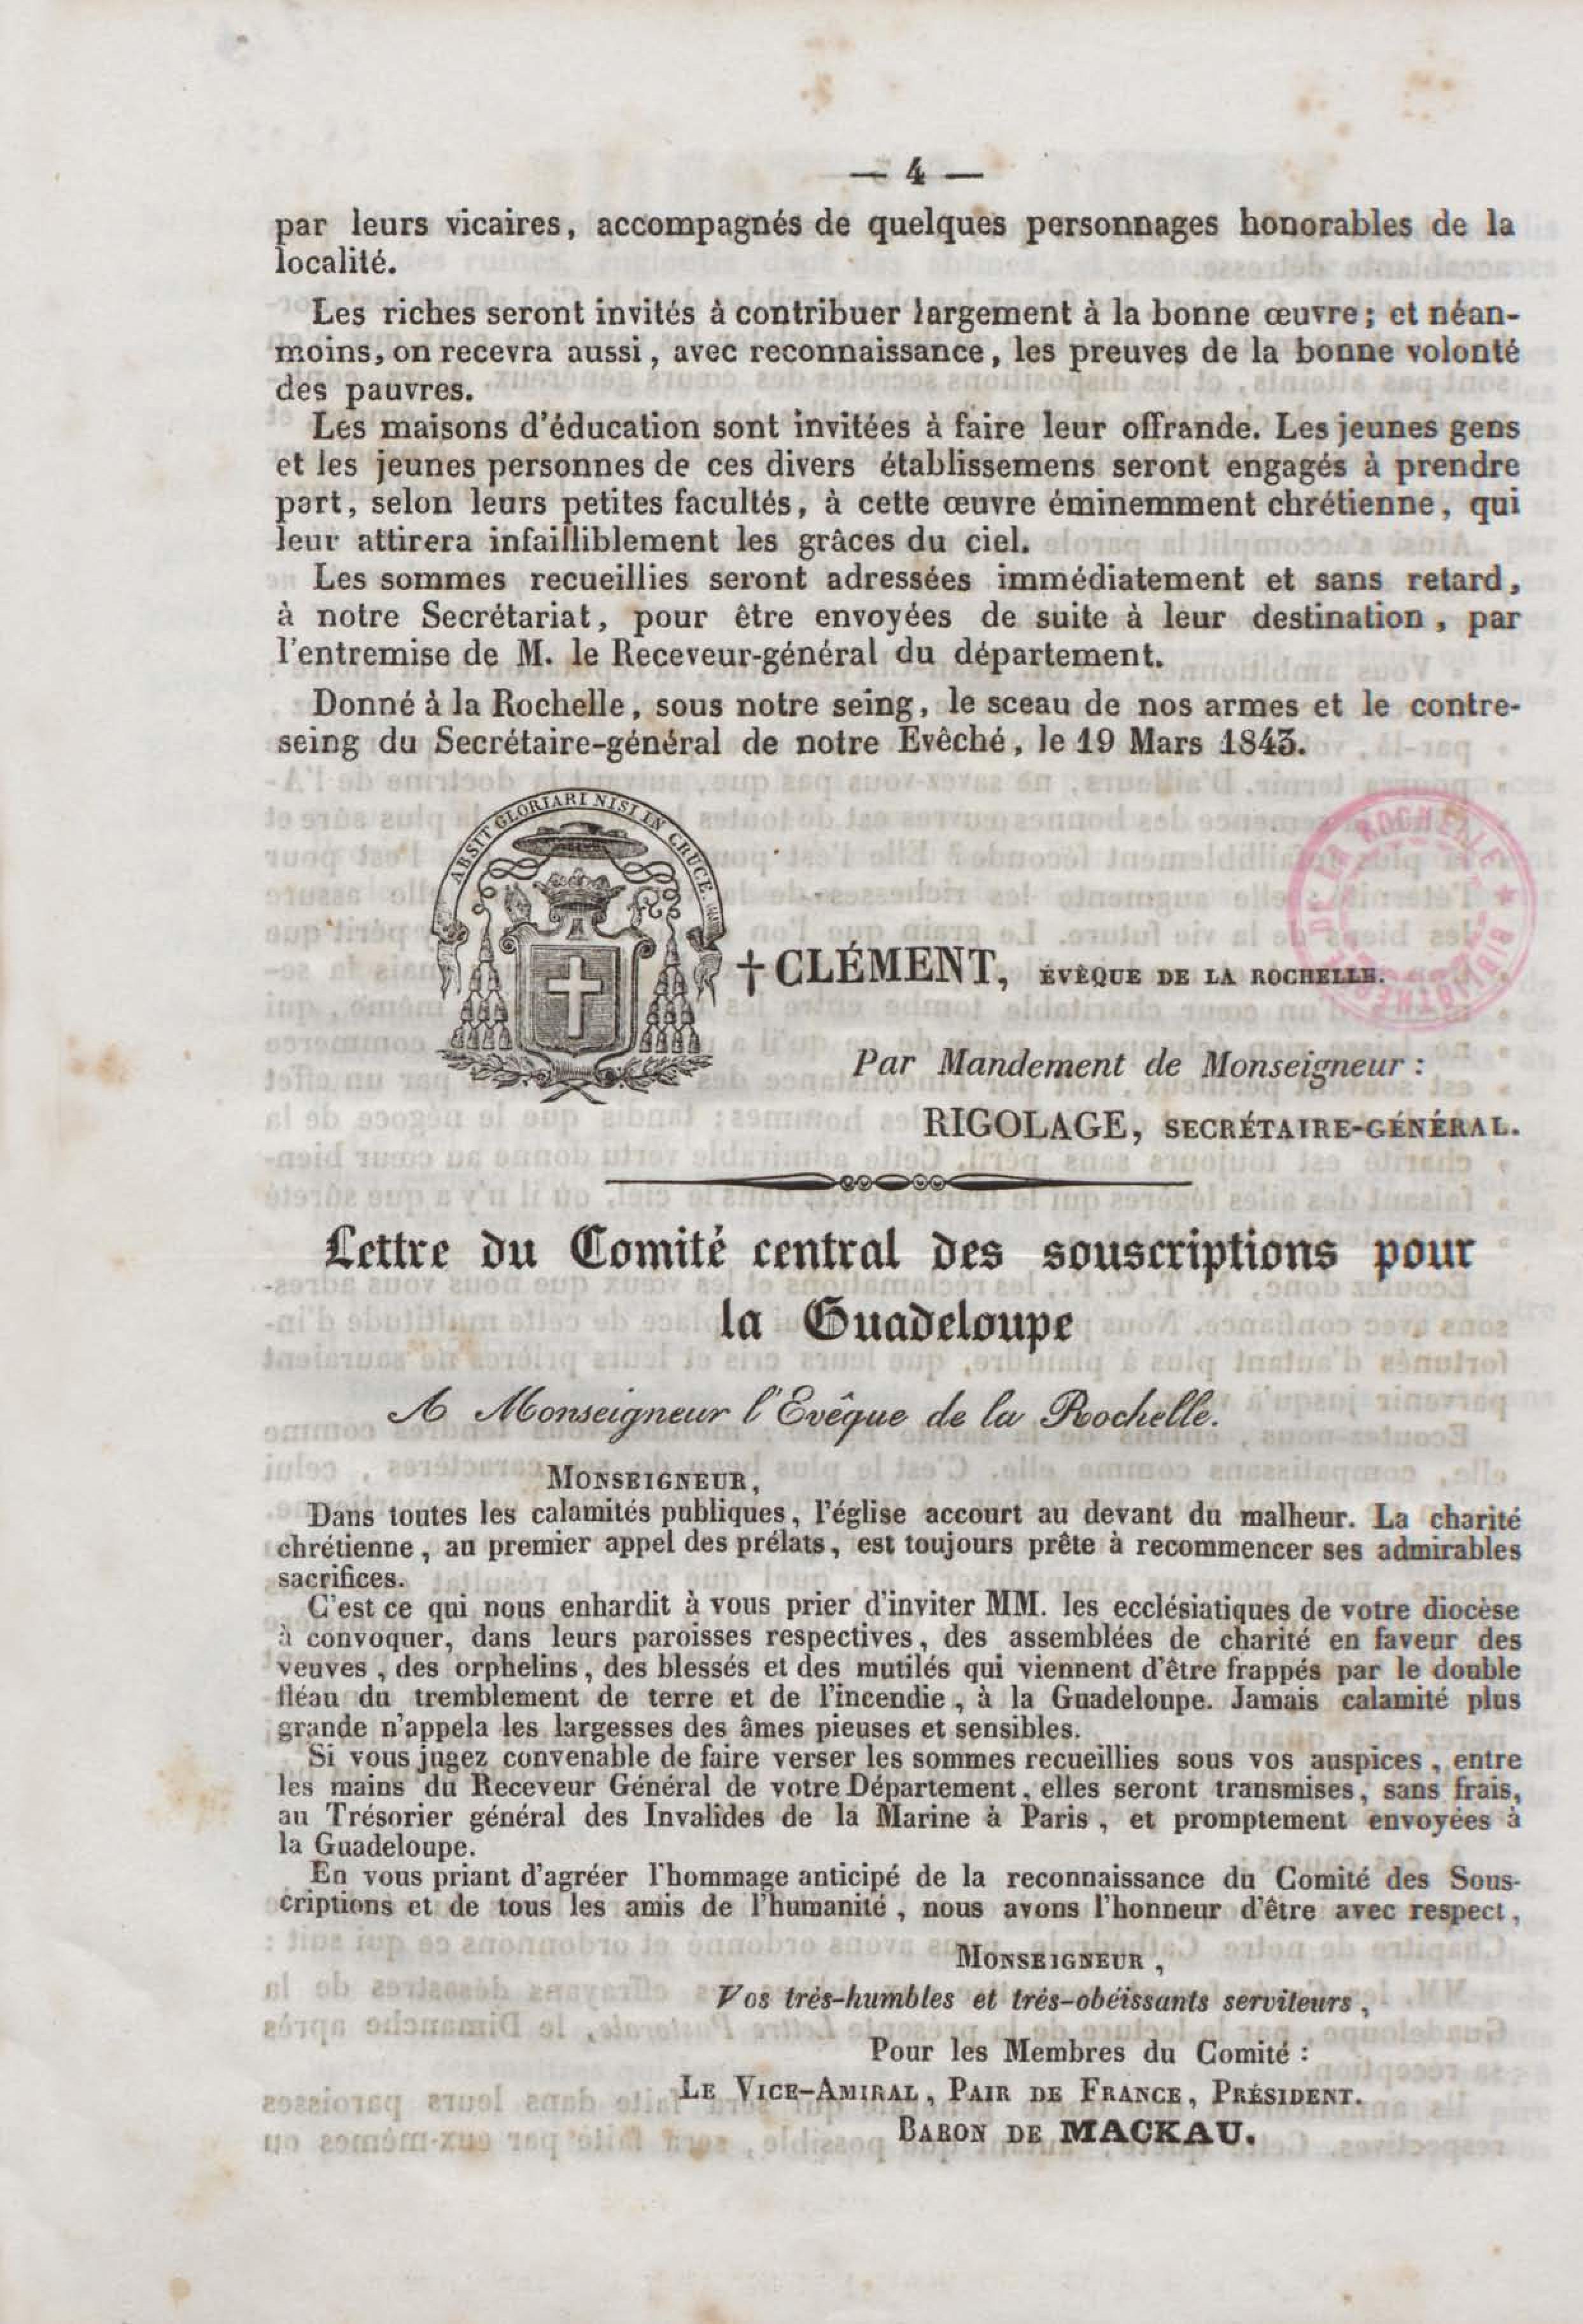 — 4 —
par leurs vicaires, accompagnés de quelques personnages honorables de la
localité.
Les riches seront invités à contribuer largement à la bonne œuvre; et néan-
moins, on recevra aussi, avec reconnaissance, les preuves de la bonne volonté
des pauvres.
Les maisons d'éducation sont invitées à faire leur offrande. Les jeunes gens
et les jeunes personnes de ces divers établissemens seront engagés à prendre
part, selon leurs petites facultés, à cette œuvre éminemment chrétienne, qui
leur attirera infailliblement les grâces du ciel.
Les sommes recueillies seront adressées immédiatement et sans retard,
à notre Secrétariat, pour être envoyées de suite à leur destination, par
l'entremise de M. le Receveur-général du département.
Donné à la Rochelle, sous notre seing, le sceau de nos armes et le contre-
seing du Secrétaire-général de notre Evêché, le 19 Mars 1843.
ABSIT GLORIARI NISI IN CRUCE.
† CLÉMENT, ÉVÊQUE DE LA ROCHELLE.
BIBLIOTHÈQUE DE LA ROCHELLE
Par Mandement de Monseigneur :
RIGOLAGE, SECRÉTAIRE-GÉNÉRAL.
Lettre du Comité central des souscriptions pour
la Guadeloupe
A Monseigneur l'Evêque de la Rochelle.
MONSEIGNEUR,
Dans toutes les calamités publiques, l'église accourt au devant du malheur. La charité
chrétienne, au premier appel des prélats, est toujours prête à recommencer ses admirables
sacrifices.
C'est ce qui nous enhardit à vous prier d'inviter MM. les ecclésiatiques de votre diocèse
à convoquer, dans leurs paroisses respectives, des assemblées de charité en faveur des
veuves, des orphelins, des blessés et des mutilés qui viennent d'être frappés par le double
fléau du tremblement de terre et de l'incendie, à la Guadeloupe. Jamais calamité plus
grande n'appela les largesses des âmes pieuses et sensibles.
Si vous jugez convenable de faire verser les sommes recueillies sous vos auspices, entre
les mains du Receveur Général de votre Département, elles seront transmises, sans frais,
au Trésorier général des Invalides de la Marine à Paris, et promptement envoyées à
la Guadeloupe.
En vous priant d'agréer l'hommage anticipé de la reconnaissance du Comité des Sous-
criptions et de tous les amis de l'humanité, nous avons l'honneur d'être avec respect,
MONSEIGNEUR,
Vos très-humbles et très-obéissants serviteurs,
Pour les Membres du Comité :
LE VICE-AMIRAL, PAIR DE FRANCE, PRÉSIDENT.
BARON DE MACKAU.